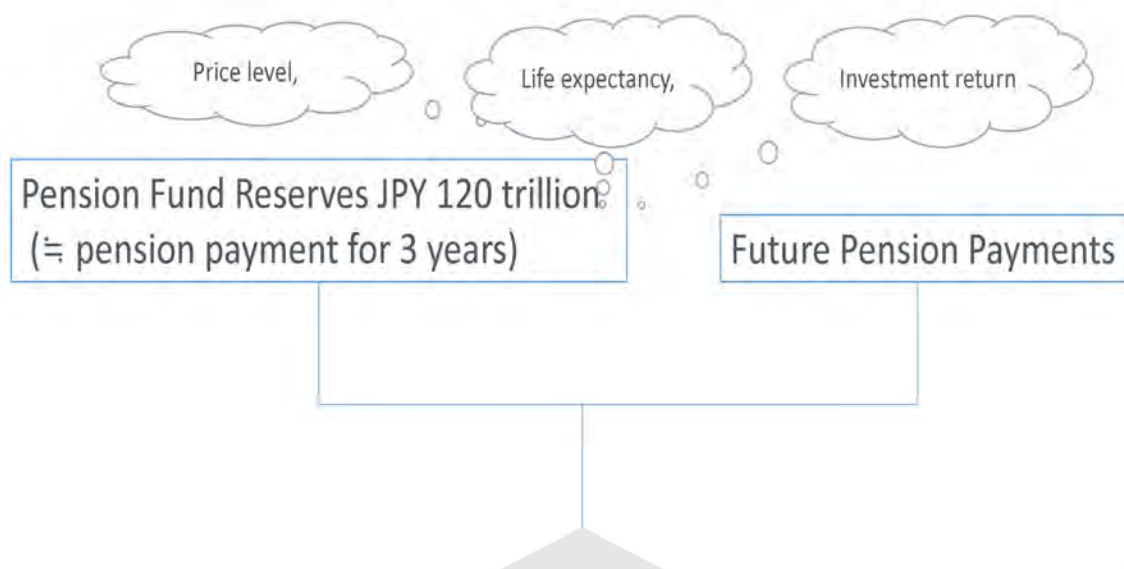 Price level,
Life expectancy,
Investment return
Pension Fund Reserves JPY 120 trillion
(≒ pension payment for 3 years)
Future Pension Payments